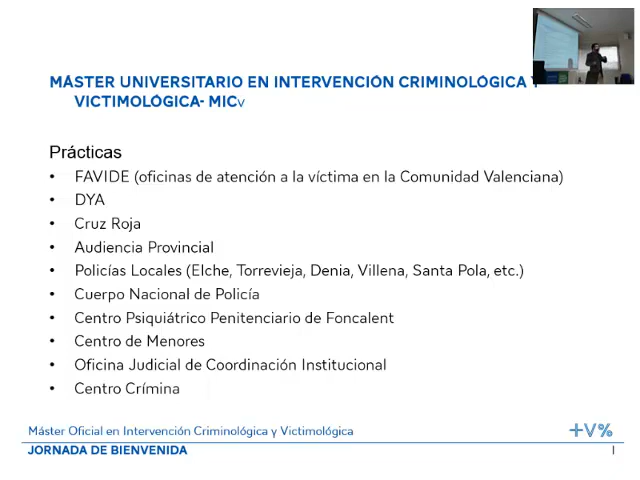 MÁSTER UNIVERSITARIO EN INTERVENCIÓN CRIMINOLÓGICA Y
VICTIMOLÓGICA- MICV
Prácticas
• FAVIDE (oficinas de atención a la víctima en la Comunidad Valenciana)
• DYA
• Cruz Roja
• Audiencia Provincial
• Policías Locales (Elche, Torrevieja, Denia, Villena, Santa Pola, etc.)
• Cuerpo Nacional de Policía
• Centro Psiquiátrico Penitenciario de Foncalent
• Centro de Menores
• Oficina Judicial de Coordinación Institucional
• Centro Crímina
Máster Oficial en Intervención Criminológica y Victimológica
+V%
JORNADA DE BIENVENIDA
1